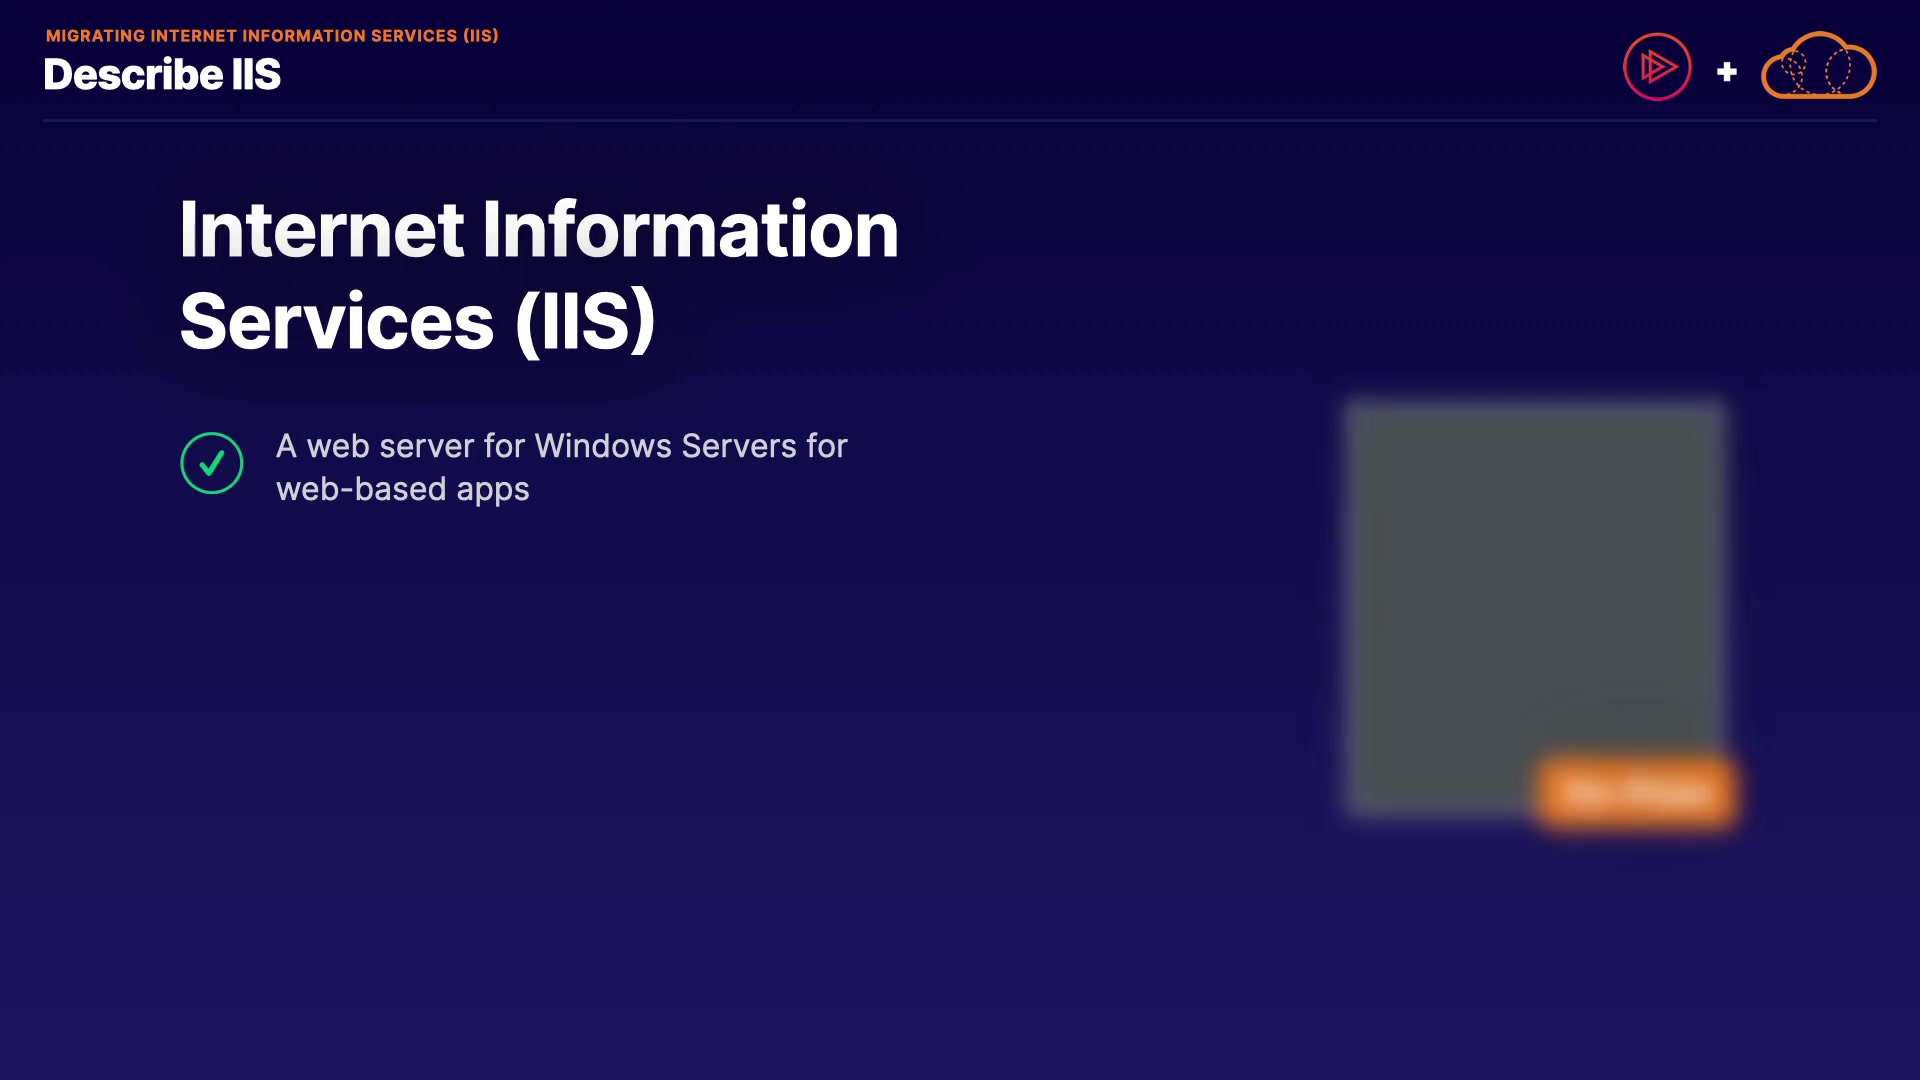 MIGRATING INTERNET INFORMATION SERVICES (IIS)
Describe IIS
Internet Information
Services (IIS)
A web server for Windows Servers for
web-based apps